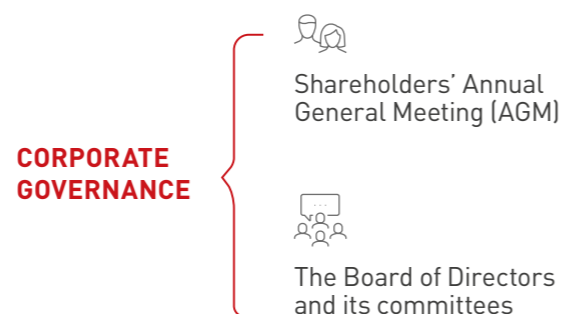 Shareholders’ Annual
General Meeting (AGM)
CORPORATE
GOVERNANCE
The Board of Directors
and its committees